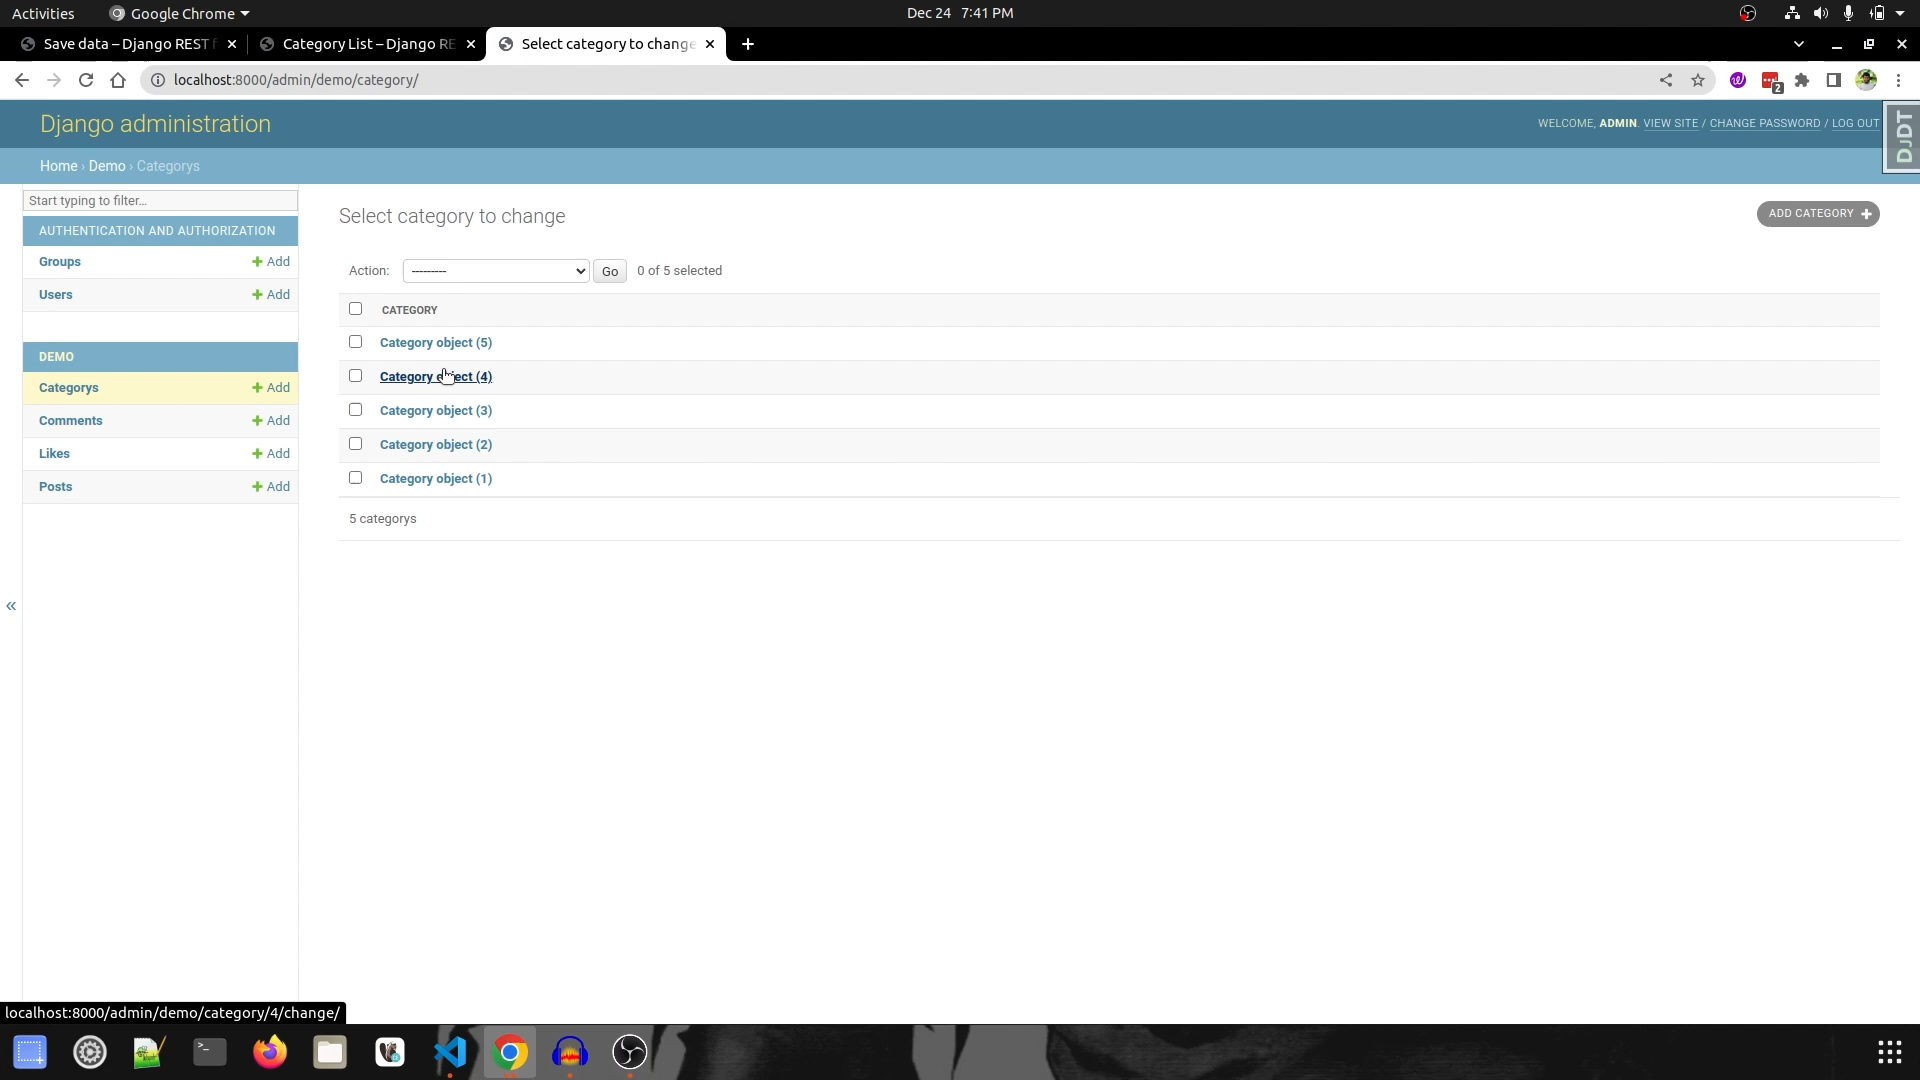 Activities Google Chrome Dec 24 7:41 PM
Save data – Django REST f Category List – Django RE Select category to change
localhost:8000/admin/demo/category/ 2
Django administration WELCOME, ADMIN. VIEW SITE / CHANGE PASSWORD / LOG OUT
DJDT
Home › Demo › Categorys
Start typing to filter...
Select category to change
ADD CATEGORY
AUTHENTICATION AND AUTHORIZATION
Groups Add
Users Add
Action: --------- Go 0 of 5 selected
CATEGORY
Category object (5)
Category object (4)
Category object (3)
Category object (2)
Category object (1)
5 categorys
DEMO
Categorys Add
Comments Add
Likes Add
Posts Add
«
localhost:8000/admin/demo/category/4/change/